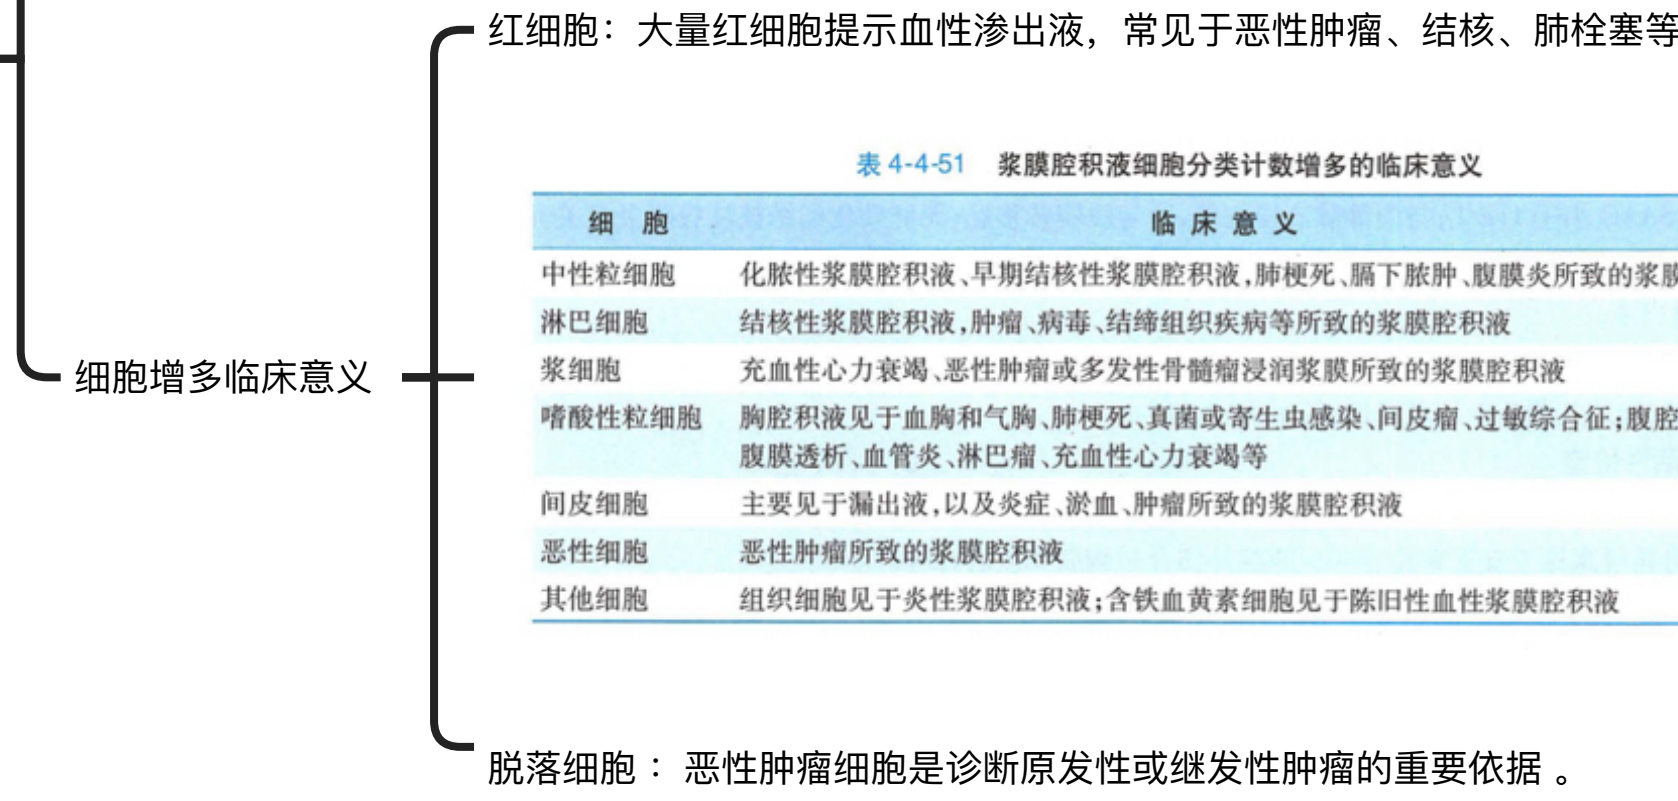 红细胞：大量红细胞提示血性渗出液，常见于恶性肿瘤、结核、肺栓塞等
表 4-4-51 浆膜腔积液细胞分类计数增多的临床意义
细 胞 临 床 意 义
中性粒细胞 化脓性浆膜腔积液、早期结核性浆膜腔积液,肺梗死、膈下脓肿、腹膜炎所致的浆膜
淋巴细胞 结核性浆膜腔积液,肿瘤、病毒、结缔组织疾病等所致的浆膜腔积液
细胞增多临床意义
浆细胞 充血性心力衰竭、恶性肿瘤或多发性骨髓瘤浸润浆膜所致的浆膜腔积液
嗜酸性粒细胞 胸腔积液见于血胸和气胸、肺梗死、真菌或寄生虫感染、间皮瘤、过敏综合征;腹腔
腹膜透析、血管炎、淋巴瘤、充血性心力衰竭等
间皮细胞 主要见于漏出液,以及炎症、淤血、肿瘤所致的浆膜腔积液
恶性细胞 恶性肿瘤所致的浆膜腔积液
其他细胞 组织细胞见于炎性浆膜腔积液;含铁血黄素细胞见于陈旧性血性浆膜腔积液
脱落细胞 ：恶性肿瘤细胞是诊断原发性或继发性肿瘤的重要依据 。